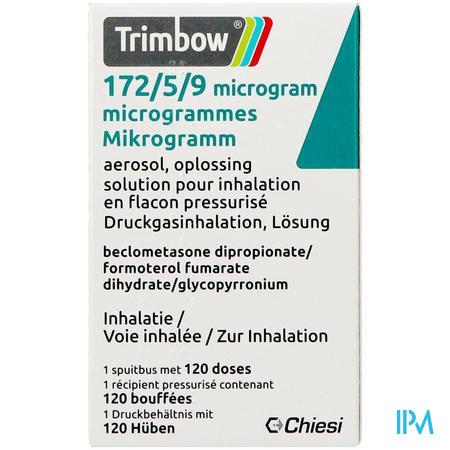 Trimbow®
172/5/9 microgram
microgrammes
Mikrogramm
aerosol, oplossing
solution pour inhalation
en flacon pressurisé
Druckgasinhalation, Lösung
beclometasone dipropionate/
formoterol fumarate
dihydrate/glycopyrronium
Inhalatie /
Voie inhalée / Zur Inhalation
1 spuitbus met 120 doses
1 récipient pressurisé contenant
120 bouffées
1 Druckbehältnis mit
120 Hüben
Chiesi
IPM